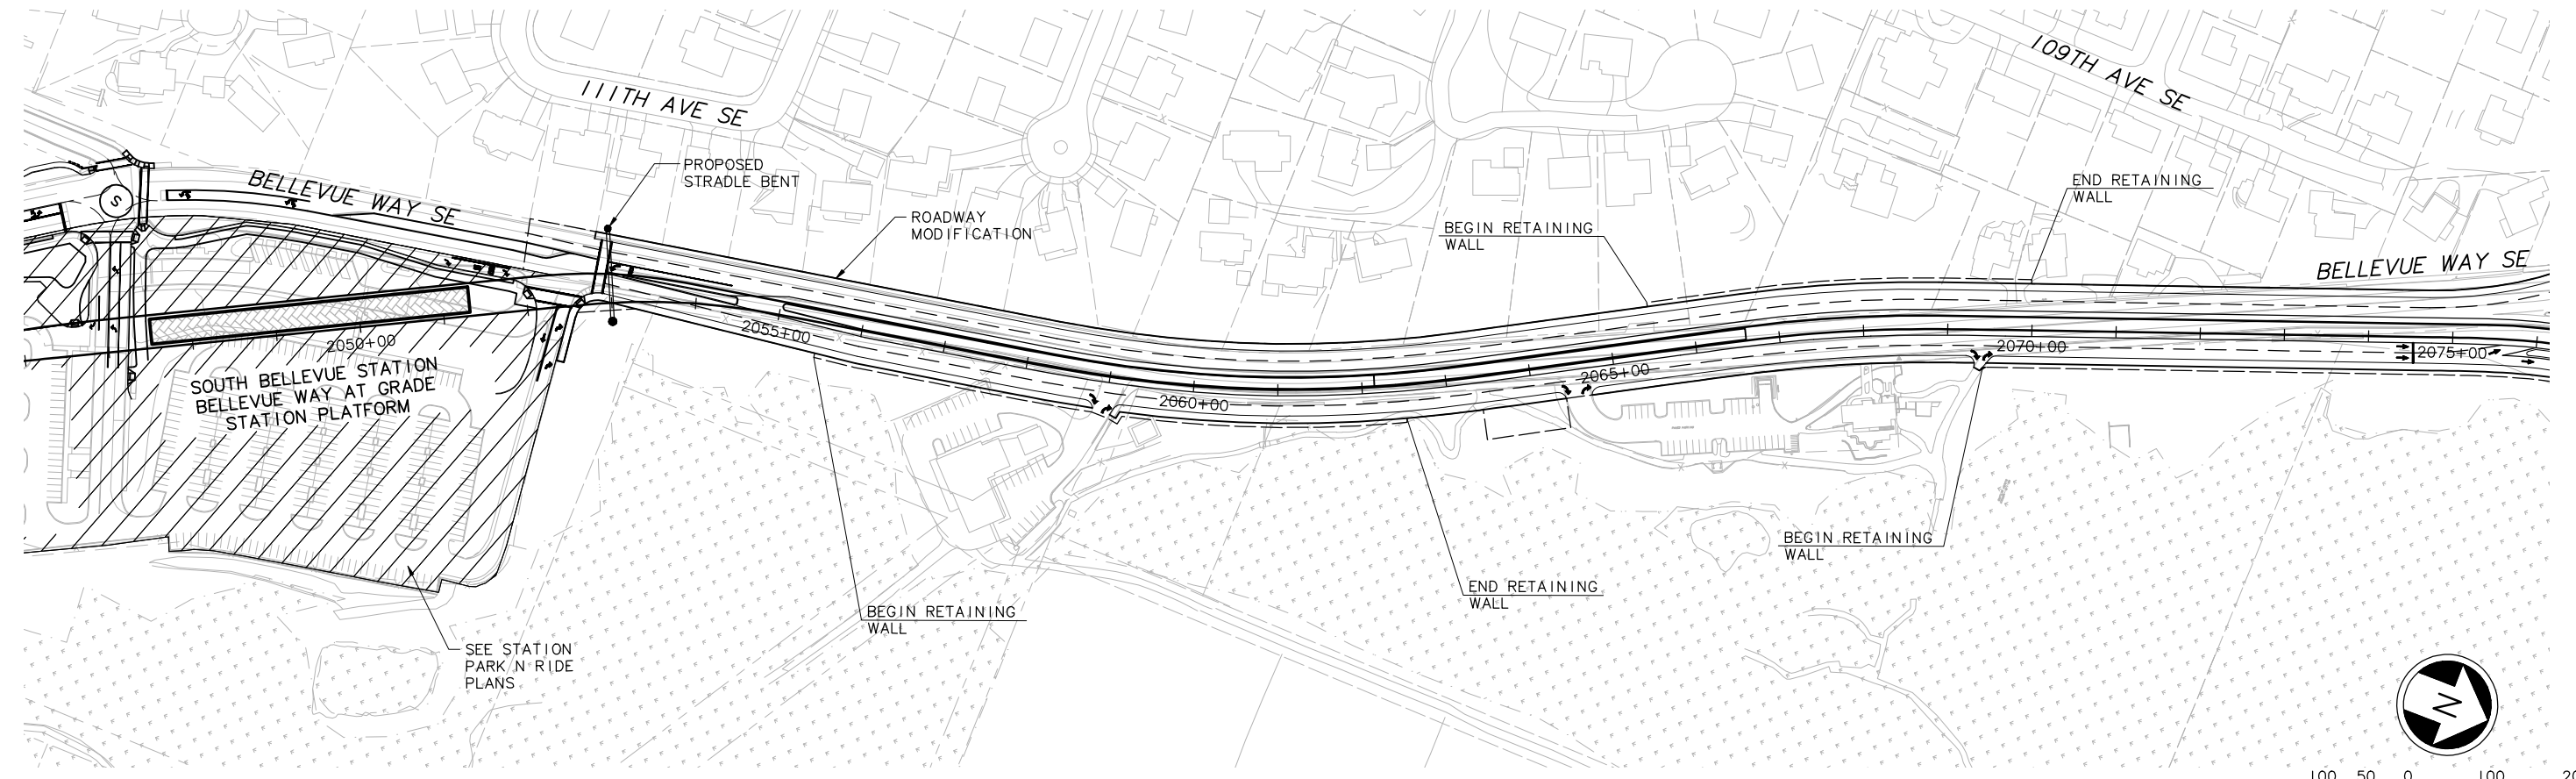 111TH AVE SE
109TH AVE SE
PROPOSED
STRADLE BENT
BELLEVUE WAY SE
S
ROADWAY
MODIFICATION
END RETAINING
WALL
BEGIN RETAINING
WALL
BELLEVUE WAY SE
2055+00
2050+00
2060+00
2065+00
2070+00
2075+00
SOUTH BELLEVUE STATION
BELLEVUE WAY AT GRADE
STATION PLATFORM
BEGIN RETAINING
WALL
END RETAINING
WALL
BEGIN RETAINING
WALL
SEE STATION
PARK N RIDE
PLANS
N
100 50 0 100